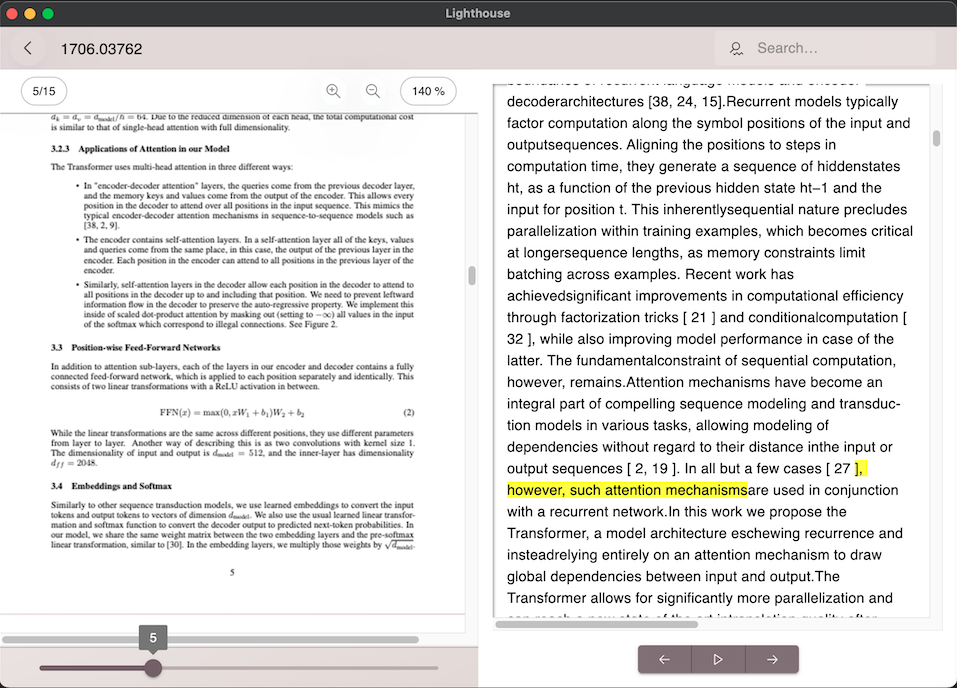 Lighthouse
1706.03762
Search...
5/15
140 %
d_k = d_v = d_model/h = 64. Due to the reduced dimension of each head, the total computational cost
is similar to that of single-head attention with full dimensionality.
3.2.3 Applications of Attention in our Model
The Transformer uses multi-head attention in three different ways:
• In "encoder-decoder attention" layers, the queries come from the previous decoder layer,
and the memory keys and values come from the output of the encoder. This allows every
position in the decoder to attend over all positions in the input sequence. This mimics the
typical encoder-decoder attention mechanisms in sequence-to-sequence models such as
[38, 2, 9].
• The encoder contains self-attention layers. In a self-attention layer all of the keys, values
and queries come from the same place, in this case, the output of the previous layer in the
encoder. Each position in the encoder can attend to all positions in the previous layer of the
encoder.
• Similarly, self-attention layers in the decoder allow each position in the decoder to attend to
all positions in the decoder up to and including that position. We need to prevent leftward
information flow in the decoder to preserve the auto-regressive property. We implement this
inside of scaled dot-product attention by masking out (setting to −∞) all values in the input
of the softmax which correspond to illegal connections. See Figure 2.
3.3 Position-wise Feed-Forward Networks
In addition to attention sub-layers, each of the layers in our encoder and decoder contains a fully
connected feed-forward network, which is applied to each position separately and identically. This
consists of two linear transformations with a ReLU activation in between.
FFN(x) = max(0, xW₁ + b₁)W₂ + b₂ (2)
While the linear transformations are the same across different positions, they use different parameters
from layer to layer. Another way of describing this is as two convolutions with kernel size 1.
The dimensionality of input and output is d_model = 512, and the inner-layer has dimensionality
d_ff = 2048.
3.4 Embeddings and Softmax
Similarly to other sequence transduction models, we use learned embeddings to convert the input
tokens and output tokens to vectors of dimension d_model. We also use the usual learned linear transfor-
mation and softmax function to convert the decoder output to predicted next-token probabilities. In
our model, we share the same weight matrix between the two embedding layers and the pre-softmax
linear transformation, similar to [30]. In the embedding layers, we multiply those weights by √d_model.
5
5
boundaries of recurrent language models and encoder
decoderarchitectures [38, 24, 15].Recurrent models typically
factor computation along the symbol positions of the input and
outputsequences. Aligning the positions to steps in
computation time, they generate a sequence of hiddenstates
ht, as a function of the previous hidden state ht−1 and the
input for position t. This inherentlysequential nature precludes
parallelization within training examples, which becomes critical
at longersequence lengths, as memory constraints limit
batching across examples. Recent work has
achievedsignificant improvements in computational efficiency
through factorization tricks [ 21 ] and conditionalcomputation [
32 ], while also improving model performance in case of the
latter. The fundamentalconstraint of sequential computation,
however, remains.Attention mechanisms have become an
integral part of compelling sequence modeling and transduc-
tion models in various tasks, allowing modeling of
dependencies without regard to their distance inthe input or
output sequences [ 2, 19 ]. In all but a few cases [ 27 ],
however, such attention mechanismsare used in conjunction
with a recurrent network.In this work we propose the
Transformer, a model architecture eschewing recurrence and
insteadrelying entirely on an attention mechanism to draw
global dependencies between input and output.The
Transformer allows for significantly more parallelization and
can reach a new state of the art intranslation quality after